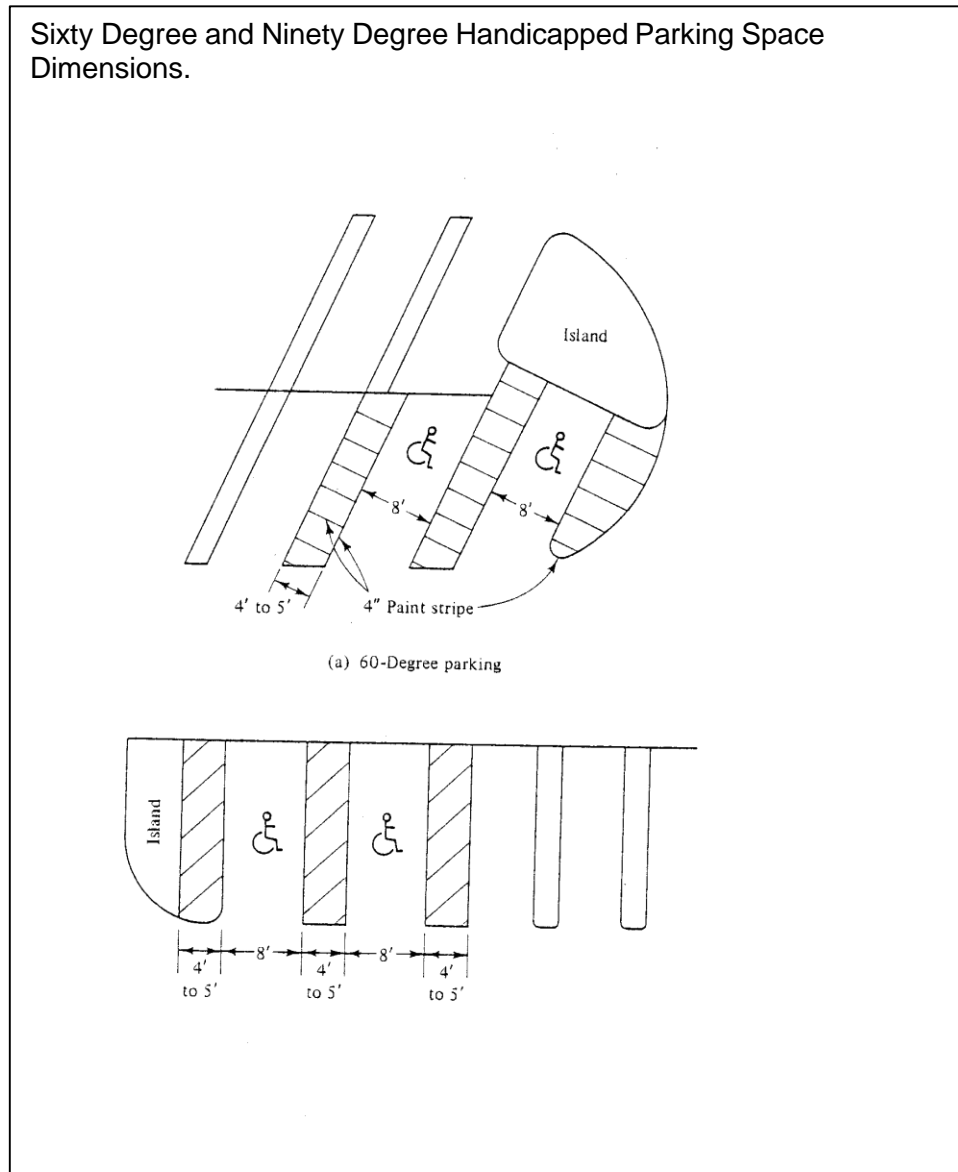 Sixty Degree and Ninety Degree Handicapped Parking Space
Dimensions.
Island
8'
8'
4' to 5'
4" Paint stripe
(a) 60-Degree parking
Island
4'
to 5'
8'
4'
to 5'
8'
4'
to 5'